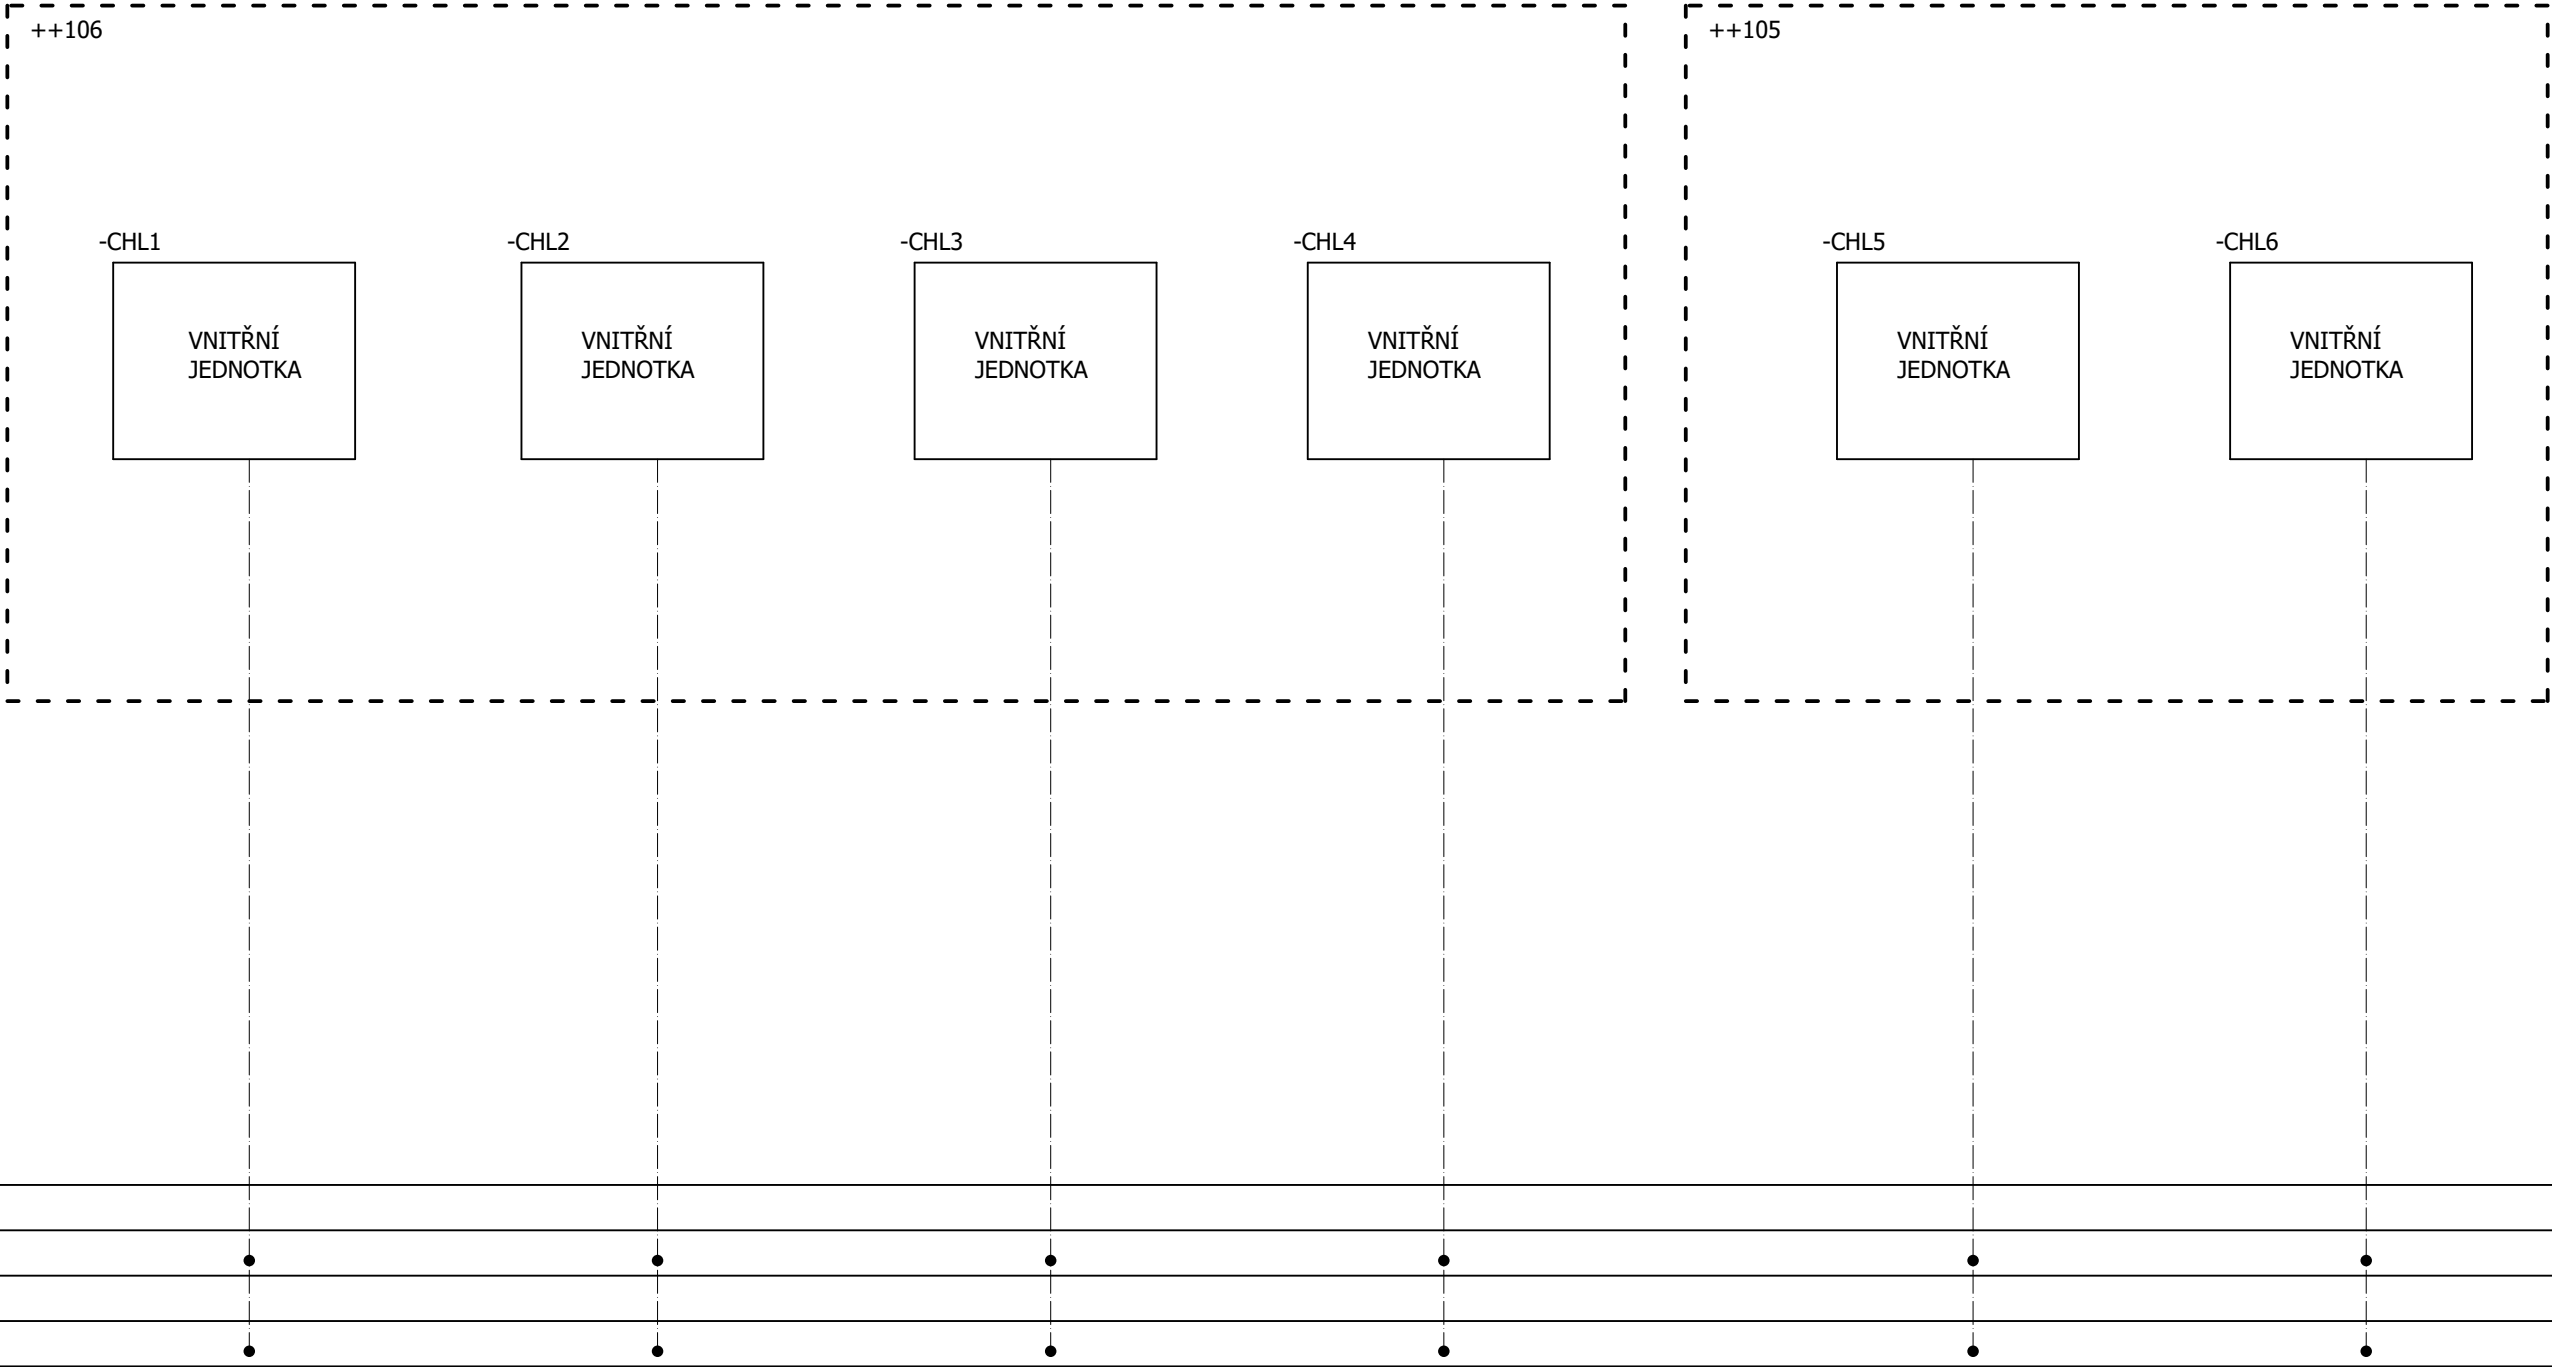 ++106
++105
-CHL1
-CHL2
-CHL3
-CHL4
-CHL5
-CHL6
VNITŘNÍ
JEDNOTKA
VNITŘNÍ
JEDNOTKA
VNITŘNÍ
JEDNOTKA
VNITŘNÍ
JEDNOTKA
VNITŘNÍ
JEDNOTKA
VNITŘNÍ
JEDNOTKA